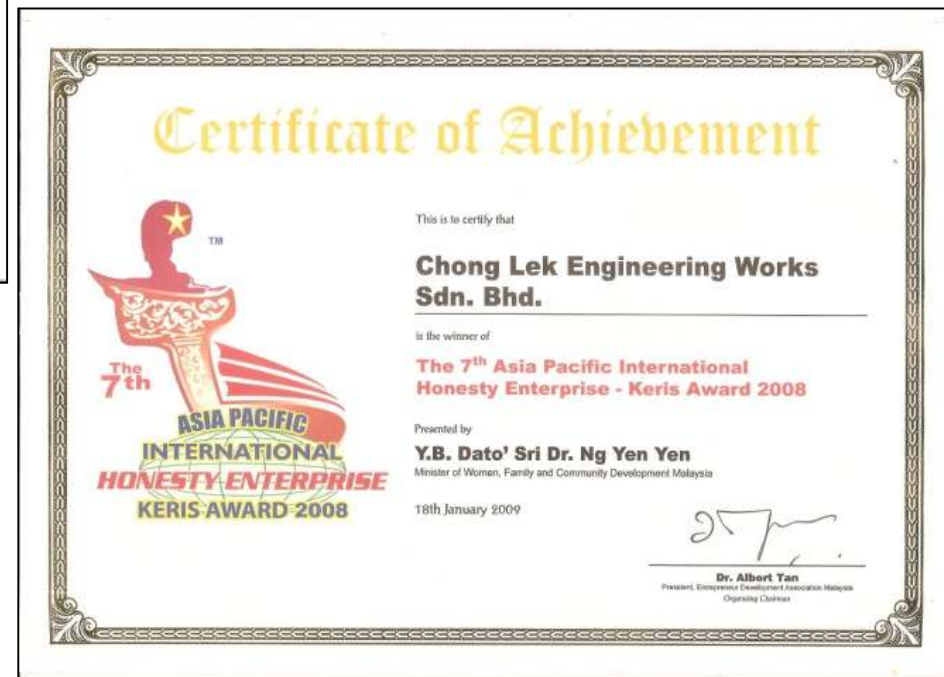 Certificate of Achievement
TM
The
7th
ASIA PACIFIC
INTERNATIONAL
HONESTY ENTERPRISE
KERIS AWARD 2008
This is to certify that
Chong Lek Engineering Works
Sdn. Bhd.
is the winner of
The 7th Asia Pacific International
Honesty Enterprise - Keris Award 2008
Presented by
Y.B. Dato' Sri Dr. Ng Yen Yen
Minister of Women, Family and Community Development Malaysia
18th January 2009
Dr. Albert Tan
President, Entrepreneur Development Association Malaysia
Organising Chairman